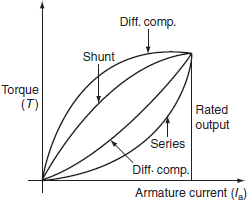 Diff. comp.
Shunt
Torque
(T)
Rated
output
Series
Diff. comp.
Armature current (Ia)